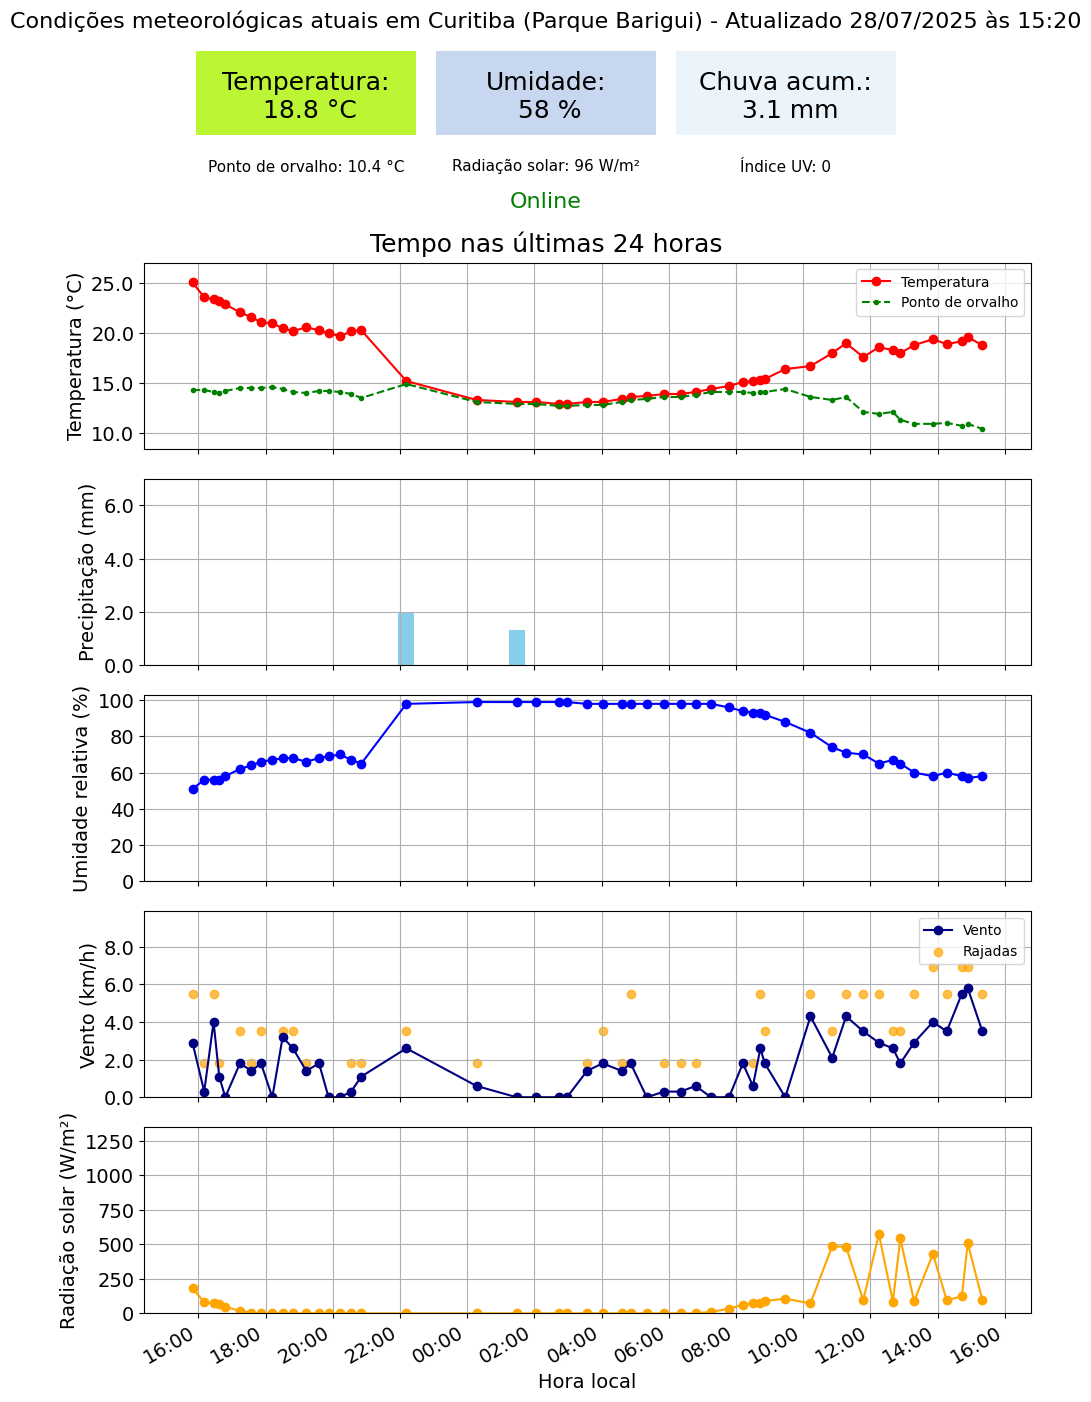 Condições meteorológicas atuais em Curitiba (Parque Barigui) - Atualizado 28/07/2025 às 15:20
Temperatura:
18.8 °C
Umidade:
58 %
Chuva acum.:
3.1 mm
Ponto de orvalho: 10.4 °C
Radiação solar: 96 W/m²
Índice UV: 0
Online
Tempo nas últimas 24 horas
Temperatura (°C)
25.0
20.0
15.0
10.0
Temperatura
Ponto de orvalho
Precipitação (mm)
6.0
4.0
2.0
0.0
Umidade relativa (%)
100
80
60
40
20
0
Vento (km/h)
8.0
6.0
4.0
2.0
0.0
Vento
Rajadas
Radiação solar (W/m²)
1250
1000
750
500
250
0
16:00 18:00 20:00 22:00 00:00 02:00 04:00 06:00 08:00 10:00 12:00 14:00 16:00
Hora local